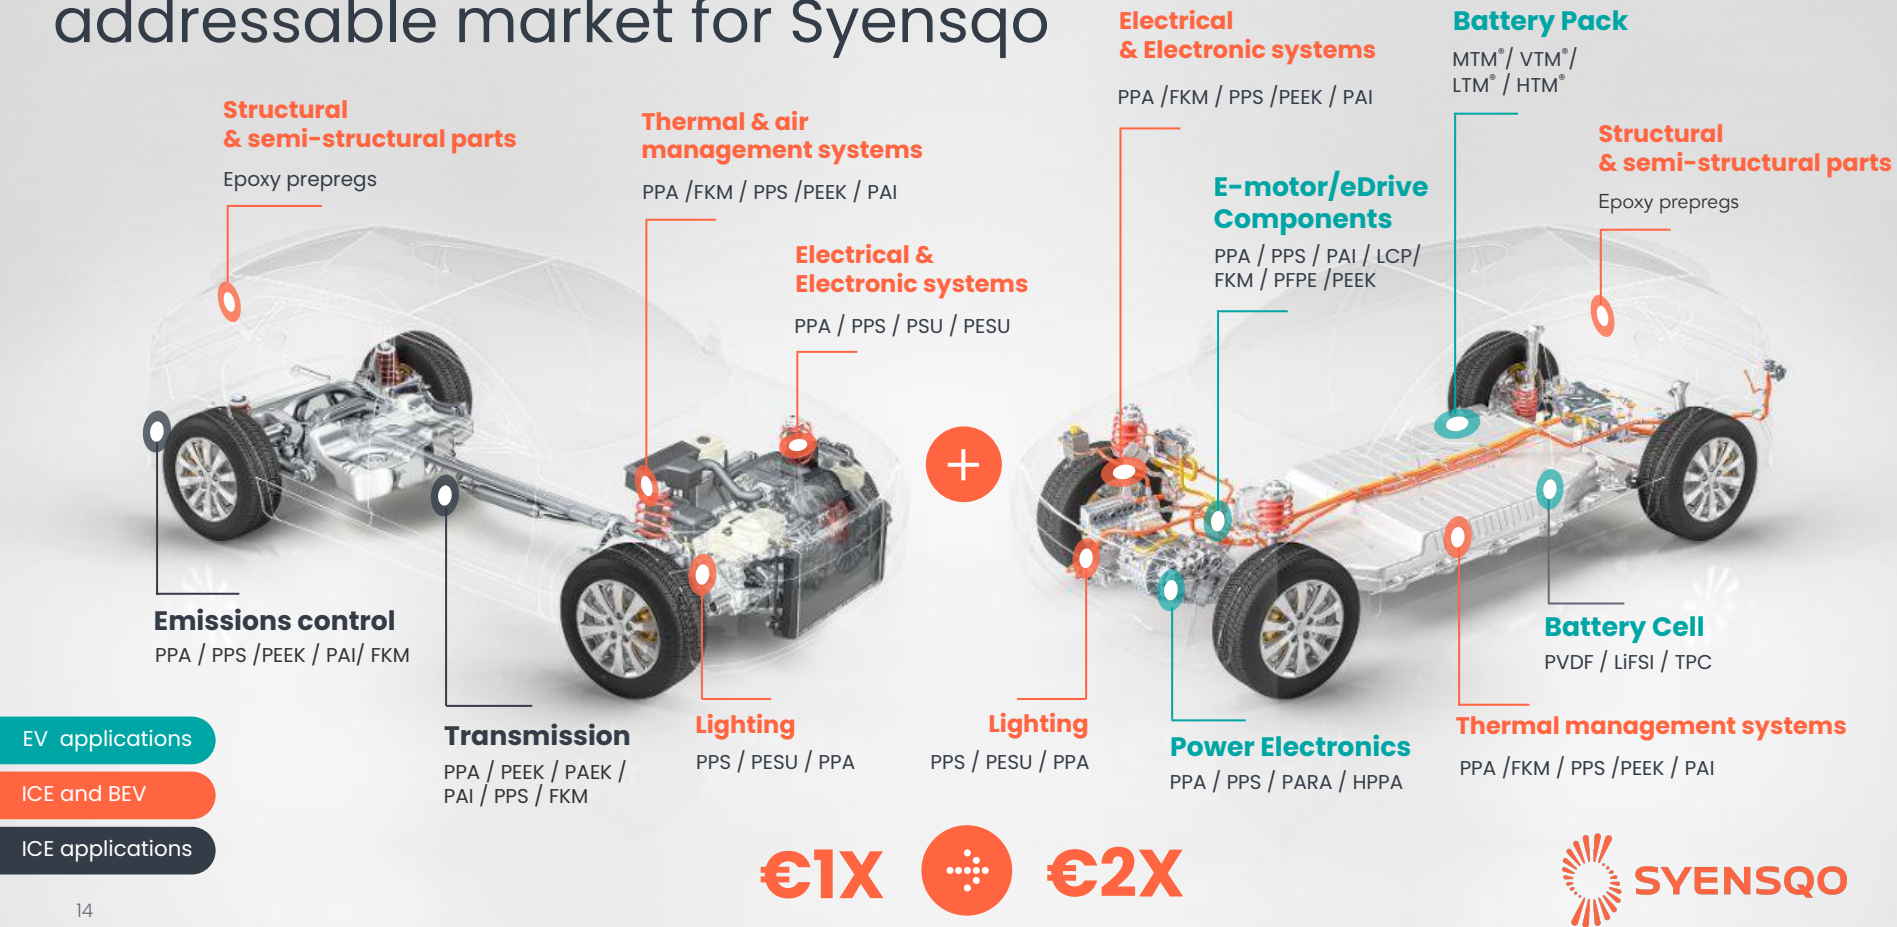 addressable market for Syensqo
Structural
& semi-structural parts
Epoxy prepregs
Thermal & air
management systems
PPA /FKM / PPS /PEEK / PAI
Electrical &
Electronic systems
PPA / PPS / PSU / PESU
Electrical
& Electronic systems
PPA /FKM / PPS /PEEK / PAI
Battery Pack
MTM®/ VTM®/
LTM® / HTM®
E-motor/eDrive
Components
PPA / PPS / PAI / LCP/
FKM / PFPE /PEEK
Structural
& semi-structural parts
Epoxy prepregs
Emissions control
PPA / PPS /PEEK / PAI/ FKM
Transmission
PPA / PEEK / PAEK /
PAI / PPS / FKM
Lighting
PPS / PESU / PPA
+
Lighting
PPS / PESU / PPA
Power Electronics
PPA / PPS / PARA / HPPA
Battery Cell
PVDF / LiFSI / TPC
Thermal management systems
PPA /FKM / PPS /PEEK / PAI
EV applications
ICE and BEV
ICE applications
€1X
€2X
SYENSQO
14